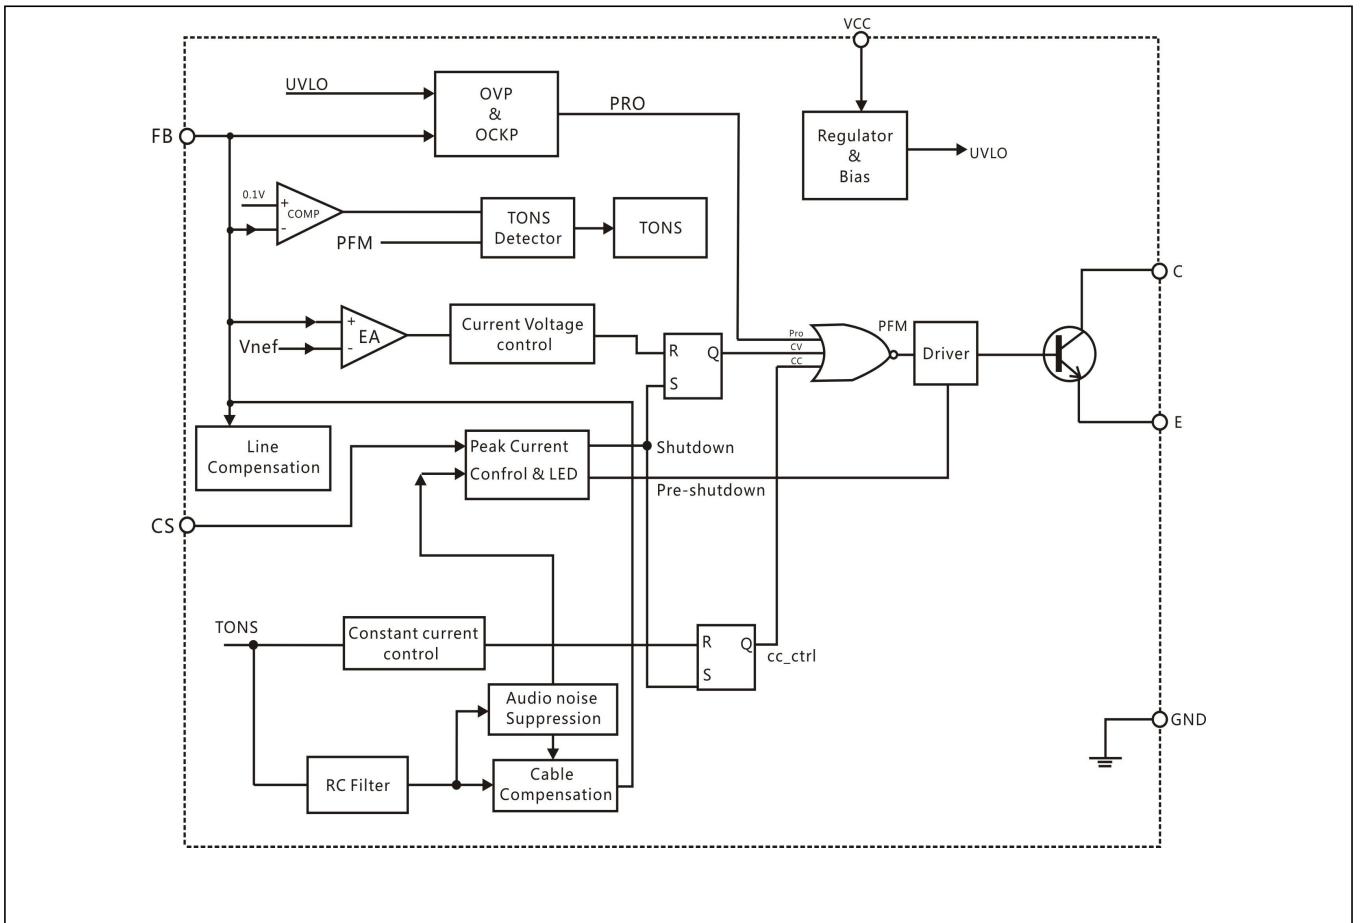 VCC
UVLO
OVP
&
OCKP
PRO
FB
Regulator
&
Bias
UVLO
0.1V
+
COMP
-
PFM
TONS
Detector
TONS
C
+
EA
-
Vnef
Current Voltage
control
R
Q
S
Pro
CV
CC
PFM
Driver
E
Line
Compensation
Peak Current
Confrol & LED
Shutdown
Pre-shutdown
CS
TONS
Constant current
control
R
Q
S
cc_ctrl
Audio noise
Suppression
GND
RC Filter
Cable
Compensation